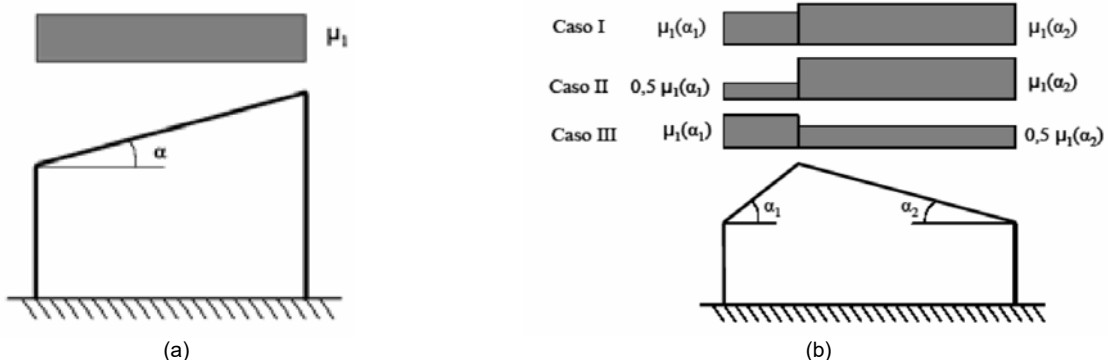 μ₁
α
(a)
Caso I μ₁(α₁) μ₁(α₂)
Caso II 0,5 μ₁(α₁) μ₁(α₂)
Caso III μ₁(α₁) 0,5 μ₁(α₂)
α₁ α₂
(b)